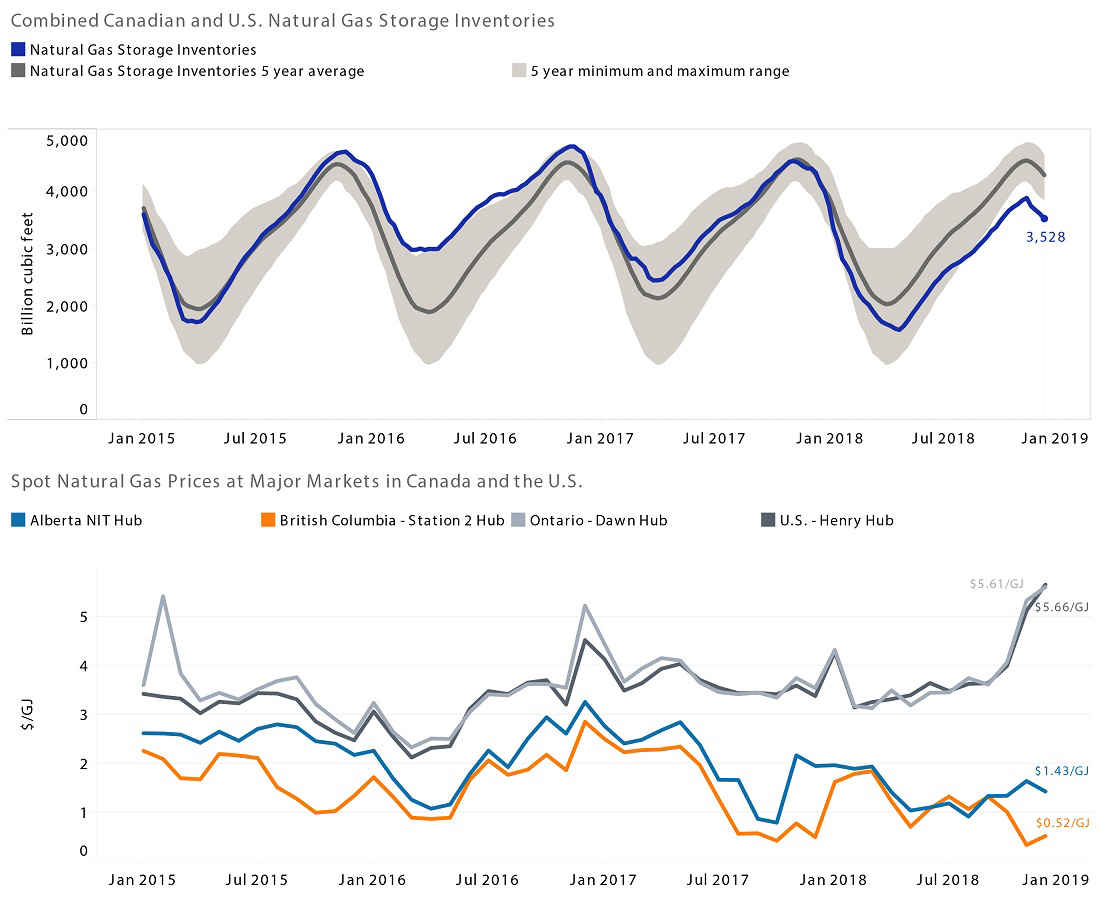 Combined Canadian and U.S. Natural Gas Storage Inventories
Natural Gas Storage Inventories
Natural Gas Storage Inventories 5 year average
5 year minimum and maximum range
5,000
4,000
3,000
2,000
1,000
0
Billion cubic feet
3,528
Jan 2015 Jul 2015 Jan 2016 Jul 2016 Jan 2017 Jul 2017 Jan 2018 Jul 2018 Jan 2019
Spot Natural Gas Prices at Major Markets in Canada and the U.S.
Alberta NIT Hub British Columbia - Station 2 Hub Ontario - Dawn Hub U.S. - Henry Hub
5
4
3
2
1
0
$/GJ
$5.61/GJ
$5.66/GJ
$1.43/GJ
$0.52/GJ
Jan 2015 Jul 2015 Jan 2016 Jul 2016 Jan 2017 Jul 2017 Jan 2018 Jul 2018 Jan 2019